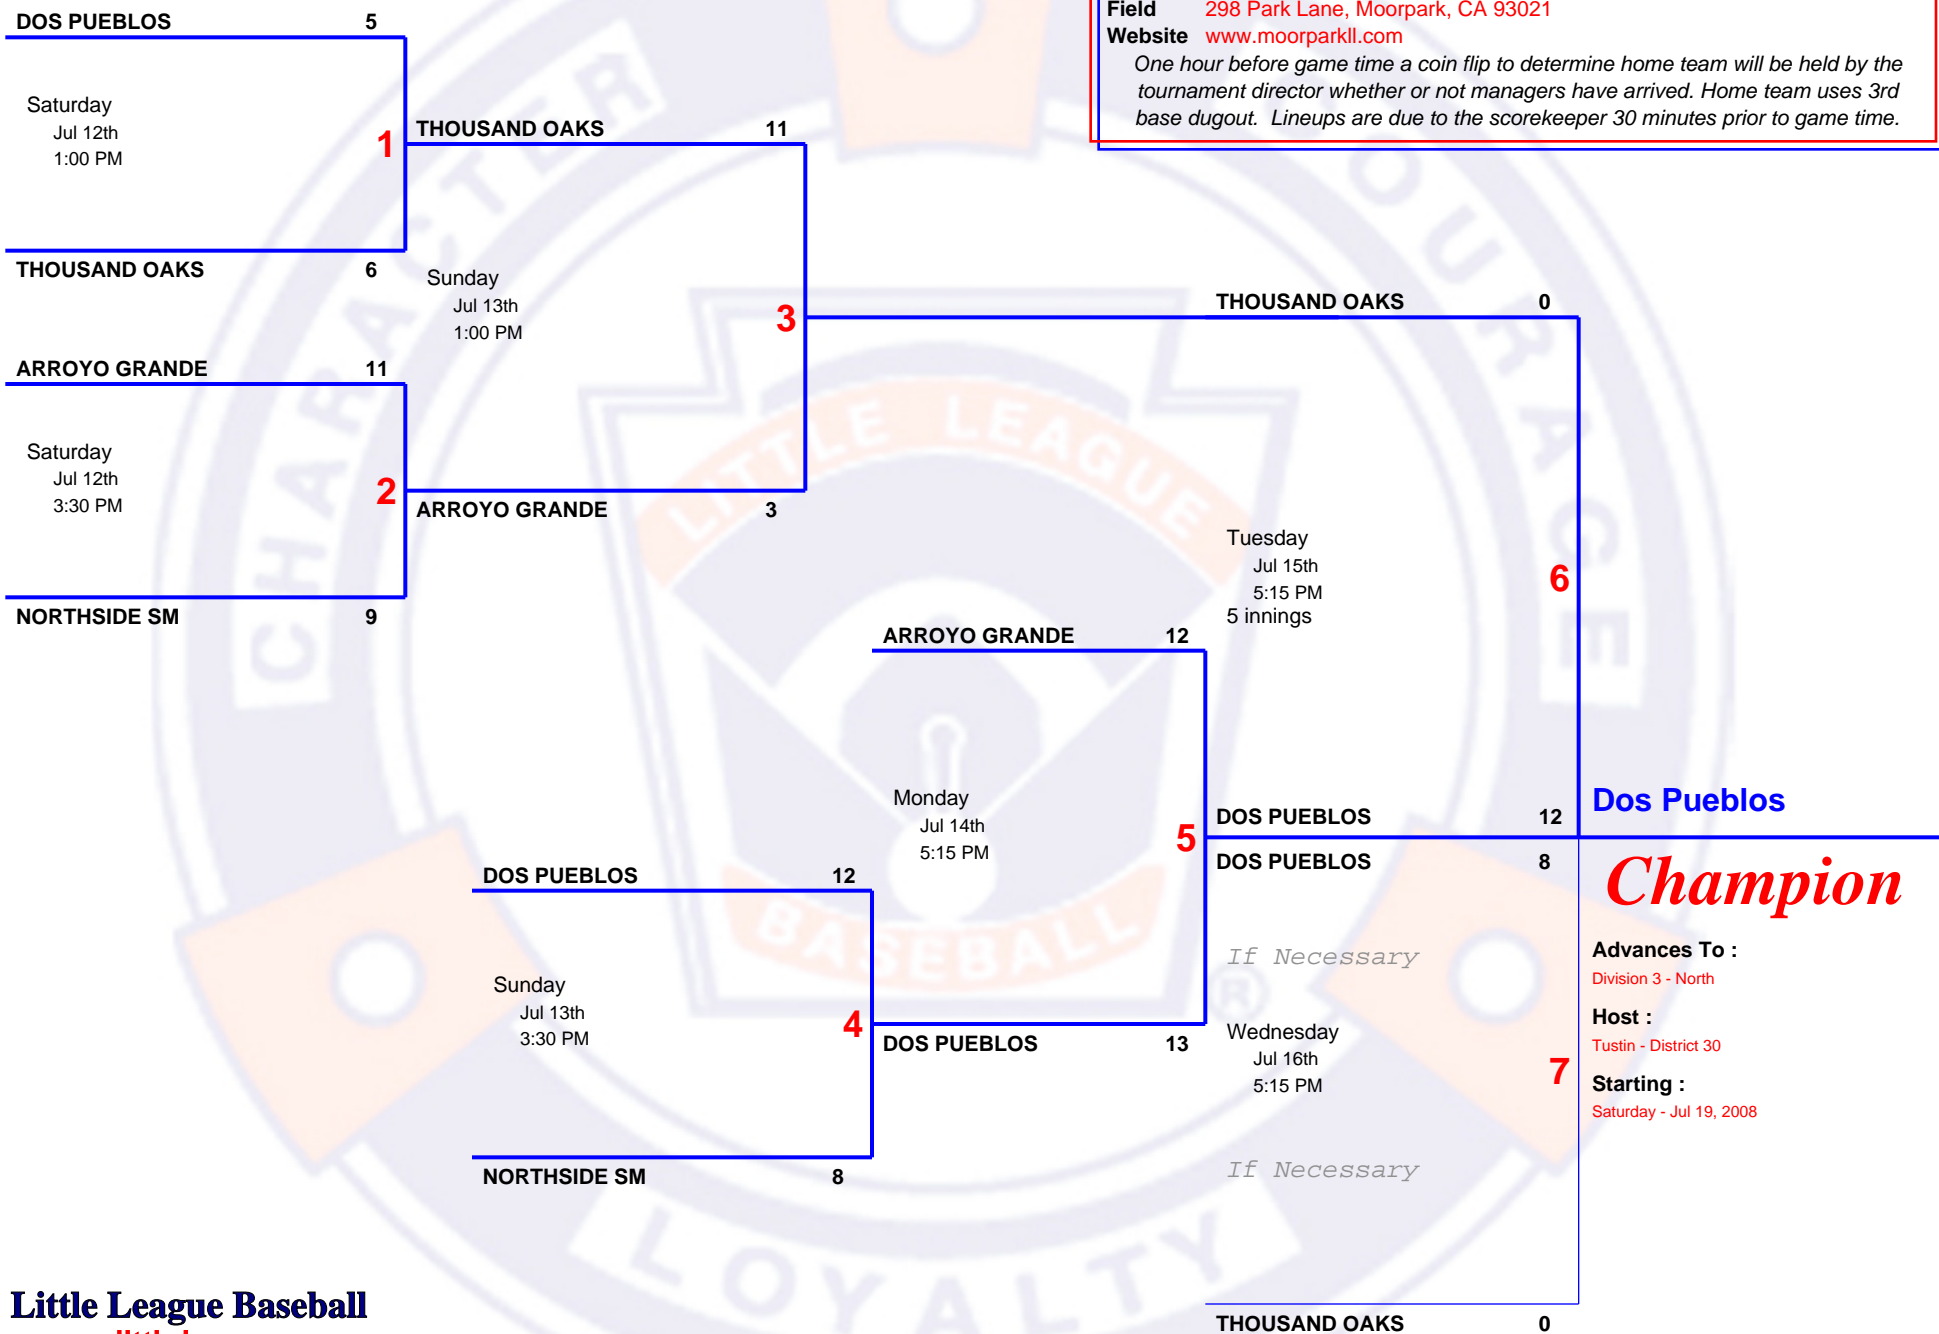 DOS PUEBLOS 5
Field 298 Park Lane, Moorpark, CA 93021
Website www.moorparkll.com
One hour before game time a coin flip to determine home team will be held by the
tournament director whether or not managers have arrived. Home team uses 3rd
base dugout. Lineups are due to the scorekeeper 30 minutes prior to game time.
Saturday
Jul 12th
1:00 PM
1
THOUSAND OAKS 11
THOUSAND OAKS 6
Sunday
Jul 13th
1:00 PM
3
THOUSAND OAKS 0
ARROYO GRANDE 11
Saturday
Jul 12th
3:30 PM
2
ARROYO GRANDE 3
NORTHSIDE SM 9
Tuesday
Jul 15th
5:15 PM
5 innings
6
ARROYO GRANDE 12
Monday
Jul 14th
5:15 PM
5
DOS PUEBLOS 12
Dos Pueblos
DOS PUEBLOS 8
Champion
DOS PUEBLOS 12
If Necessary
Advances To :
Division 3 - North
Sunday
Jul 13th
3:30 PM
4
DOS PUEBLOS 13
Host :
Tustin - District 30
Wednesday
Jul 16th
5:15 PM
7
Starting :
Saturday - Jul 19, 2008
NORTHSIDE SM 8
If Necessary
THOUSAND OAKS 0
Little League Baseball
CHARACTER
COURAGE
LOYALTY
LITTLE LEAGUE
BASEBALL
®